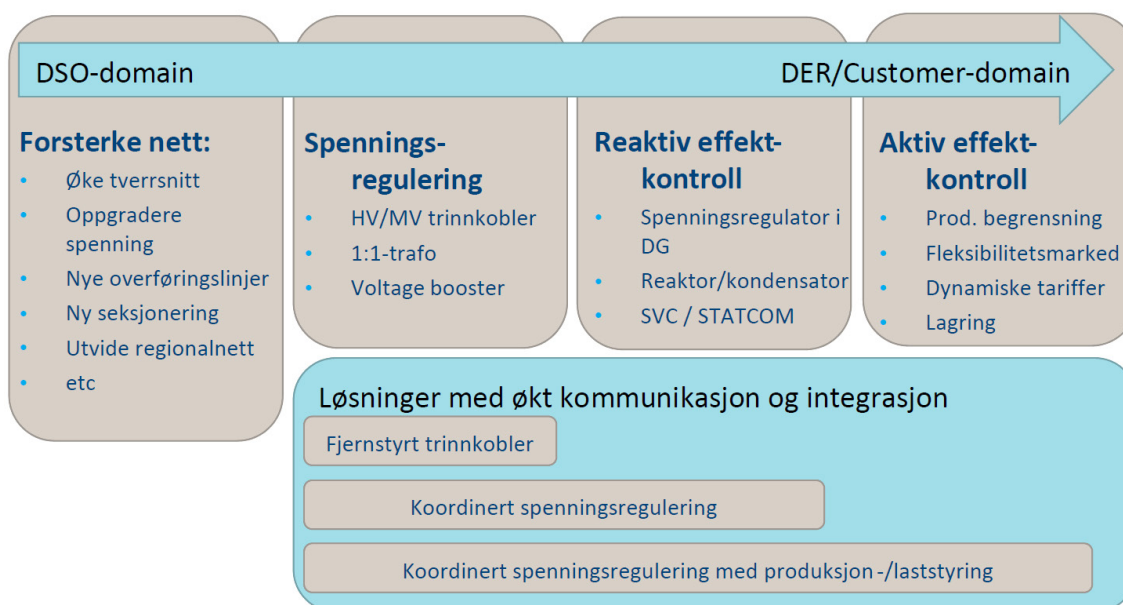 DSO-domain
DER/Customer-domain
Forsterke nett:
• Øke tverrsnitt
• Oppgradere
spenning
• Nye overføringslinjer
• Ny seksjonering
• Utvide regionalnett
• etc
Spennings-
regulering
• HV/MV trinnkobler
• 1:1-trafo
• Voltage booster
Reaktiv effekt-
kontroll
• Spenningsregulator i
DG
• Reaktor/kondensator
• SVC / STATCOM
Aktiv effekt-
kontroll
• Prod. begrensning
• Fleksibilitetsmarked
• Dynamiske tariffer
• Lagring
Løsninger med økt kommunikasjon og integrasjon
Fjernstyrt trinnkobler
Koordinert spenningsregulering
Koordinert spenningsregulering med produksjon-/laststyring